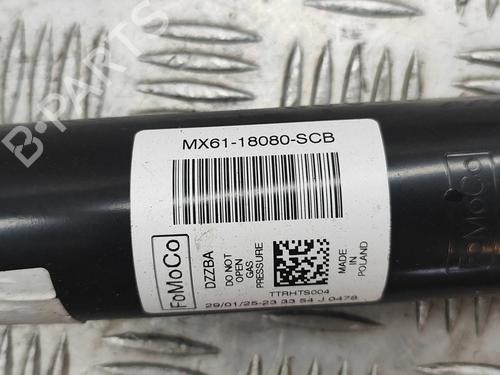 MX61-18080-SCB
FoMoCo
DZZBA
DO NOT
OPEN
GAS
PRESSURE
MADE
IN
POLAND
TTRHTS004
29/01/25-23 33 54 J 0478
FoMoCo
B-PARTS